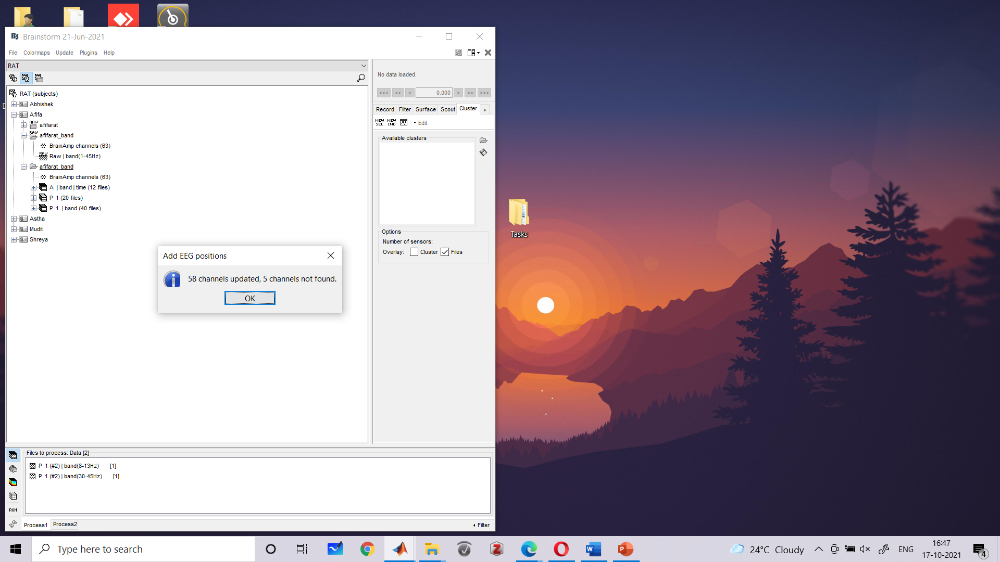 Bs Brainstorm 21-Jun-2021
File Colormaps Update Plugins Help
RAT
RAT (subjects)
Abhishek
Afifa
RAW afifarat
RAW afifarat_band
BrainAmp channels (63)
RAW Raw | band(1-45Hz)
afifarat_band
BrainAmp channels (63)
A | band | time (12 files)
P 1 (20 files)
P 1 | band (40 files)
Astha
Mudit
Shreya
No data loaded.
<<< << < 0.000 > >> >>>
Record Filter Surface Scout Cluster +
NEW SEL NEW IND Edit
Available clusters
Options
Number of sensors:
Overlay: Cluster Files
Add EEG positions
58 channels updated, 5 channels not found.
OK
Files to process: Data [2]
P 1 (#2) | band(8-13Hz) [1]
P 1 (#2) | band(30-45Hz) [1]
RUN
Process1 Process2 Filter
Tasks
Type here to search
24°C Cloudy
ENG
16:47
17-10-2021
4